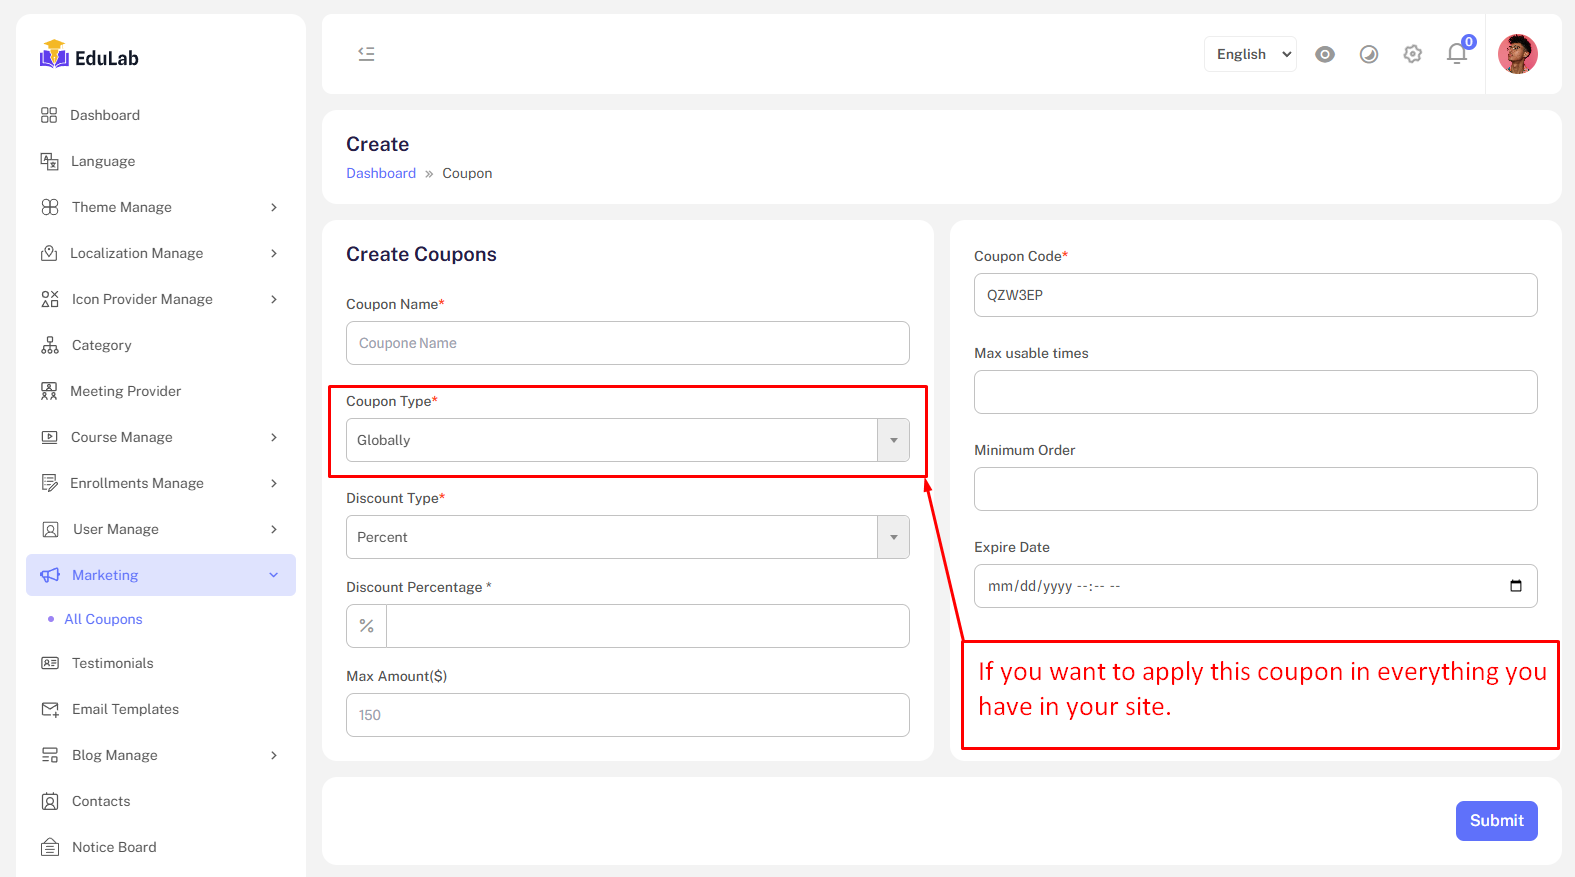 EduLab
Dashboard
Language
Theme Manage
Localization Manage
Icon Provider Manage
Category
Meeting Provider
Course Manage
Enrollments Manage
User Manage
Marketing
All Coupons
Testimonials
Email Templates
Blog Manage
Contacts
Notice Board
English
0
Create
Dashboard » Coupon
Create Coupons
Coupon Name*
Coupone Name
Coupon Type*
Globally
Discount Type*
Percent
Discount Percentage *
%
Max Amount($)
150
Coupon Code*
QZW3EP
Max usable times
Minimum Order
Expire Date
mm/dd/yyyy --:-- --
If you want to apply this coupon in everything you
have in your site.
Submit